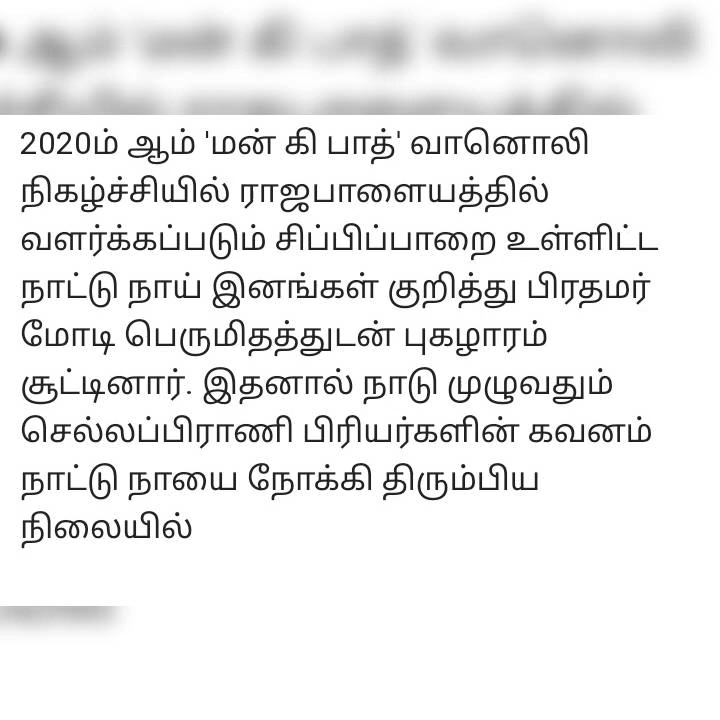 2020ம் ஆம் 'மன் கி பாத்' வானொலி
நிகழ்ச்சியில் ராஜபாளையத்தில்
வளர்க்கப்படும் சிப்பிப்பாறை உள்ளிட்ட
நாட்டு நாய் இனங்கள் குறித்து பிரதமர்
மோடி பெருமிதத்துடன் புகழாரம்
சூட்டினார். இதனால் நாடு முழுவதும்
செல்லப்பிராணி பிரியர்களின் கவனம்
நாட்டு நாயை நோக்கி திரும்பிய
நிலையில்